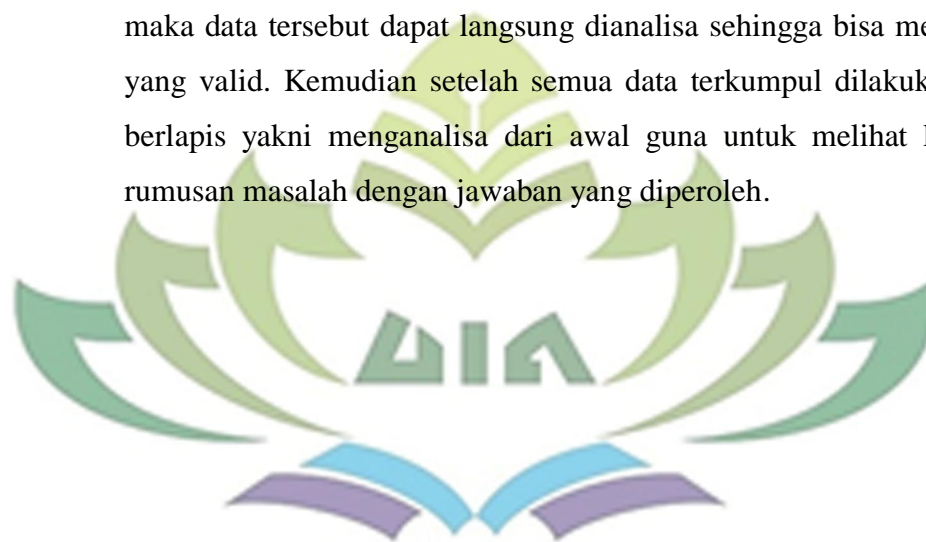 maka data tersebut dapat langsung dianalisa sehingga bisa
yang valid. Kemudian setelah semua data terkumpul
berlapis yakni menganalisa dari awal guna untuk melihat
rumusan masalah dengan jawaban yang diperoleh.
UIN